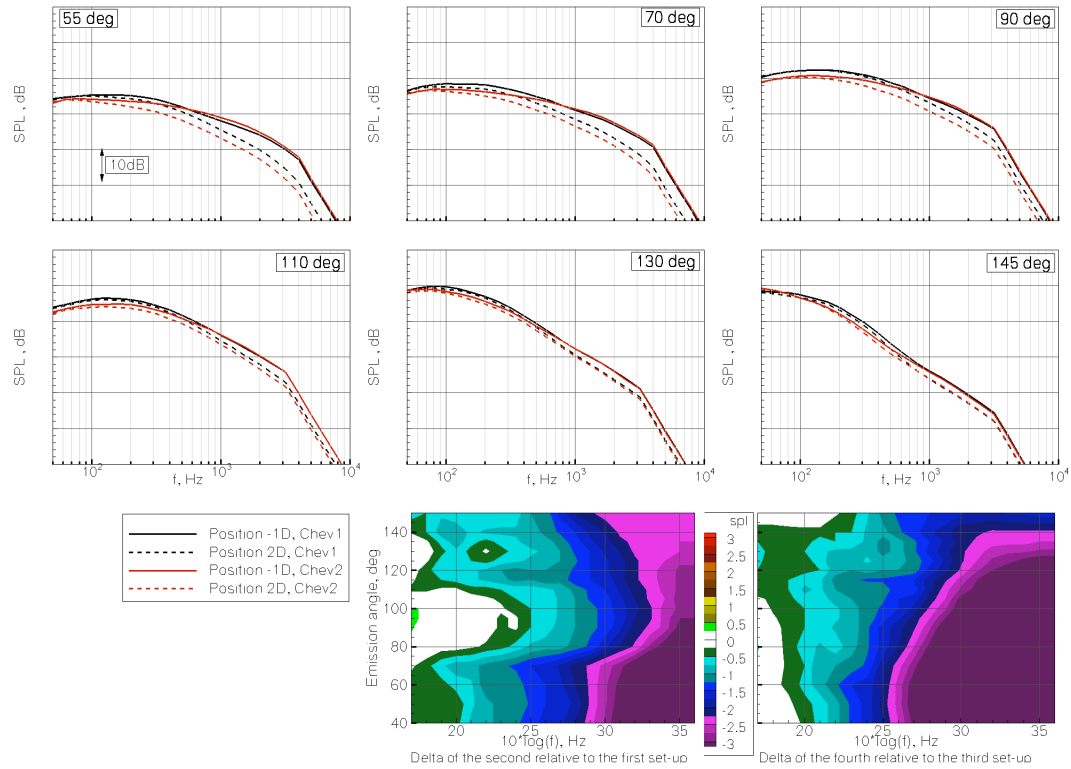 55 deg
70 deg
90 deg
SPL , dB
SPL , dB
SPL , dB
10dB
110 deg
130 deg
145 deg
SPL , dB
SPL , dB
SPL , dB
10² 10³ 10⁴
10² 10³ 10⁴
10² 10³ 10⁴
f, Hz
f, Hz
f, Hz
Position -1D, Chev1
Position 2D, Chev1
Position -1D, Chev2
Position 2D, Chev2
Emission angle, deg
140
120
100
80
60
40
20 25 30 35
10*log(f), Hz
Delta of the second relative to the first set-up
spl
3
2.5
2
1.5
1
0.5
0
-0.5
-1
-1.5
-2
-2.5
-3
20 25 30 35
10*log(f), Hz
Delta of the fourth relative to the third set-up